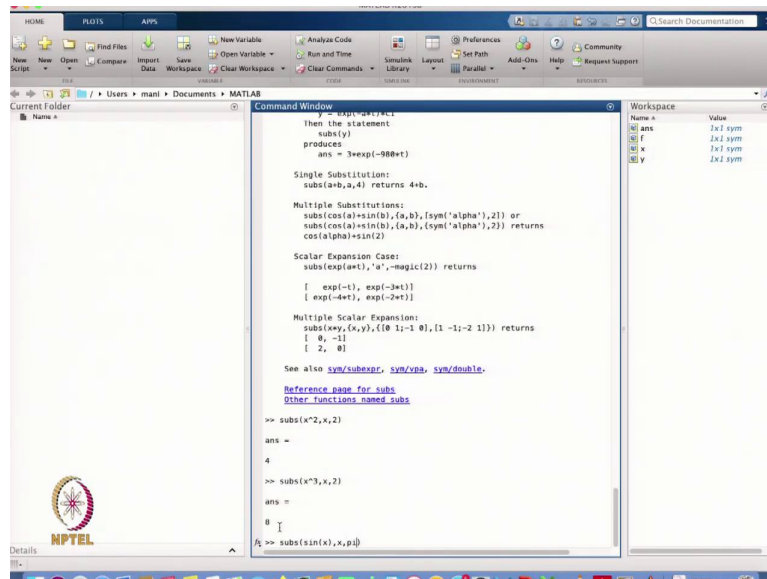 HOME PLOTS APPS
Search Documentation
New Script
New
Open
Find Files
Compare
Import Data
Save Workspace
New Variable
Open Variable
Clear Workspace
Analyze Code
Run and Time
Clear Commands
Simulink Library
Layout
Preferences
Set Path
Parallel
Add-Ons
Help
Community
Request Support
FILE VARIABLE CODE SIMULINK ENVIRONMENT RESOURCES
/ Users mani Documents MATLAB
Current Folder
Name
Command Window
y = exp(-a*t)*C1
Then the statement
subs(y)
produces
ans = 3*exp(-980*t)
Single Substitution:
subs(a+b,a,4) returns 4+b.
Multiple Substitutions:
subs(cos(a)+sin(b),{a,b},[sym('alpha'),2]) or
subs(cos(a)+sin(b),{a,b},{sym('alpha'),2}) returns
cos(alpha)+sin(2)
Scalar Expansion Case:
subs(exp(a*t),'a',-magic(2)) returns
[ exp(-t), exp(-3*t)]
[ exp(-4*t), exp(-2*t)]
Multiple Scalar Expansion:
subs(x*y,{x,y},{[0 1;-1 0],[1 -1;-2 1]}) returns
[ 0, -1]
[ 2, 0]
See also sym/subexpr, sym/vpa, sym/double.
Reference page for subs
Other functions named subs
>> subs(x^2,x,2)
ans =
4
>> subs(x^3,x,2)
ans =
8
fx >> subs(sin(x),x,pi)
Workspace
Name Value
ans 1x1 sym
f 1x1 sym
x 1x1 sym
y 1x1 sym
NPTEL
Details